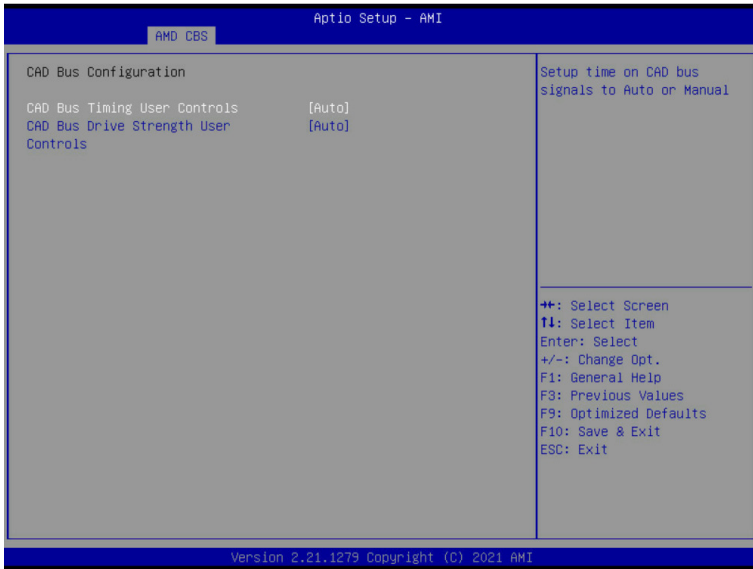 Aptio Setup - AMI
AMD CBS
CAD Bus Configuration
CAD Bus Timing User Controls [Auto]
CAD Bus Drive Strength User [Auto]
Controls
Setup time on CAD bus
signals to Auto or Manual
→←: Select Screen
↑↓: Select Item
Enter: Select
+/-: Change Opt.
F1: General Help
F3: Previous Values
F9: Optimized Defaults
F10: Save & Exit
ESC: Exit
Version 2.21.1279 Copyright (C) 2021 AMI